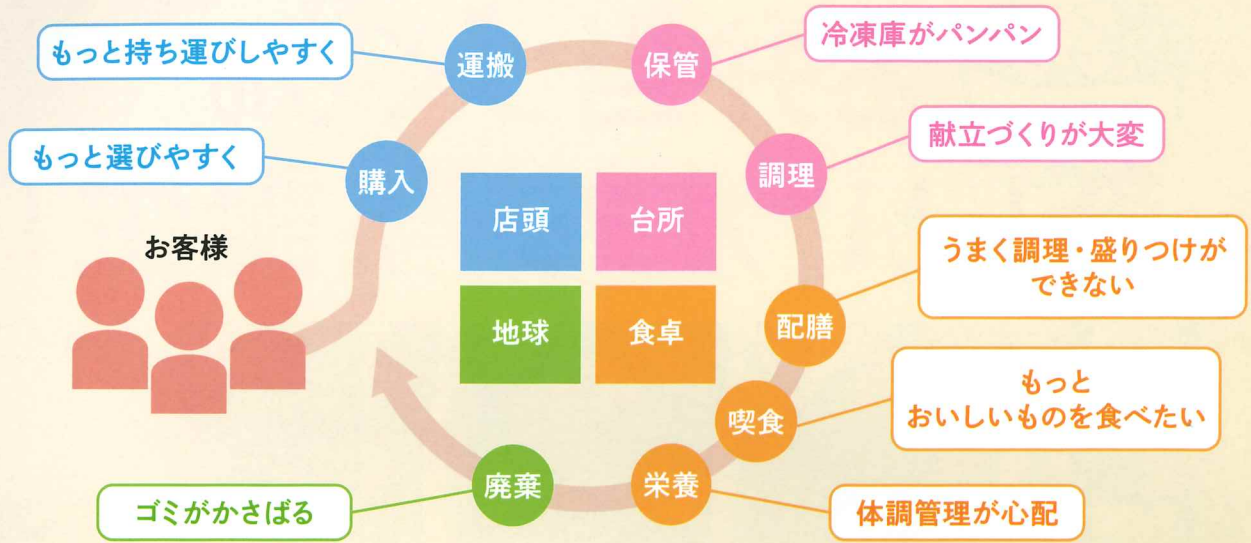 もっと持ち運びしやすく
運搬
保管
冷凍庫がパンパン
もっと選びやすく
購入
調理
献立づくりが大変
お客様
店頭
台所
地球
食卓
配膳
うまく調理・盛りつけが
できない
喫食
もっと
おいしいものを食べたい
廃棄
栄養
ゴミがかさばる
体調管理が心配